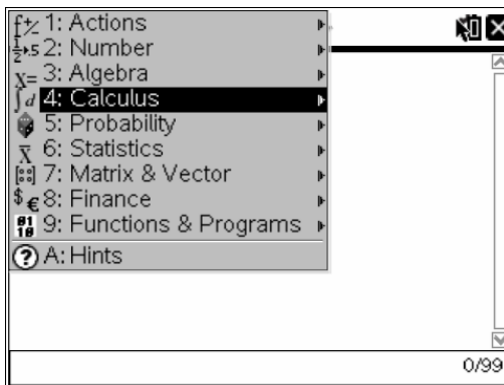 1: Actions
2: Number
3: Algebra
4: Calculus
5: Probability
6: Statistics
7: Matrix & Vector
8: Finance
9: Functions & Programs
A: Hints
0/99